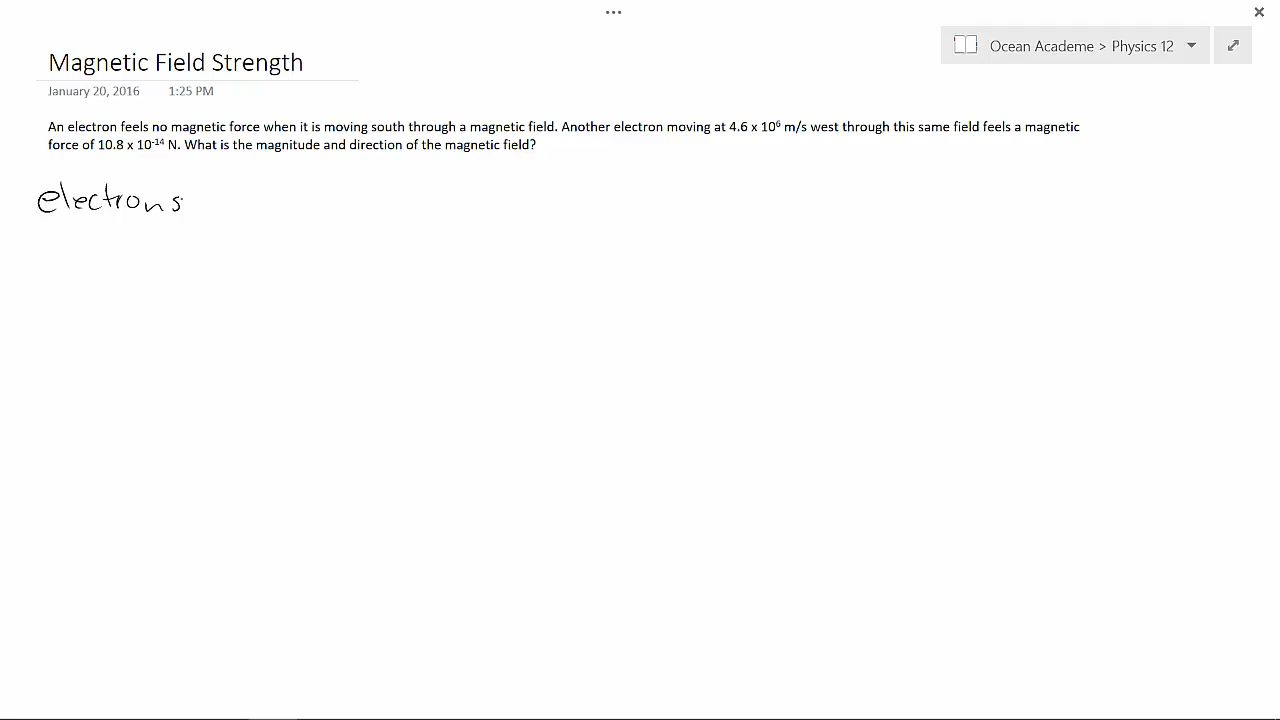 Ocean Academe > Physics 12
Magnetic Field Strength
January 20, 2016 1:25 PM
An electron feels no magnetic force when it is moving south through a magnetic field. Another electron moving at 4.6 x 10⁶ m/s west through this same field feels a magnetic
force of 10.8 x 10⁻¹⁴ N. What is the magnitude and direction of the magnetic field?
electrons